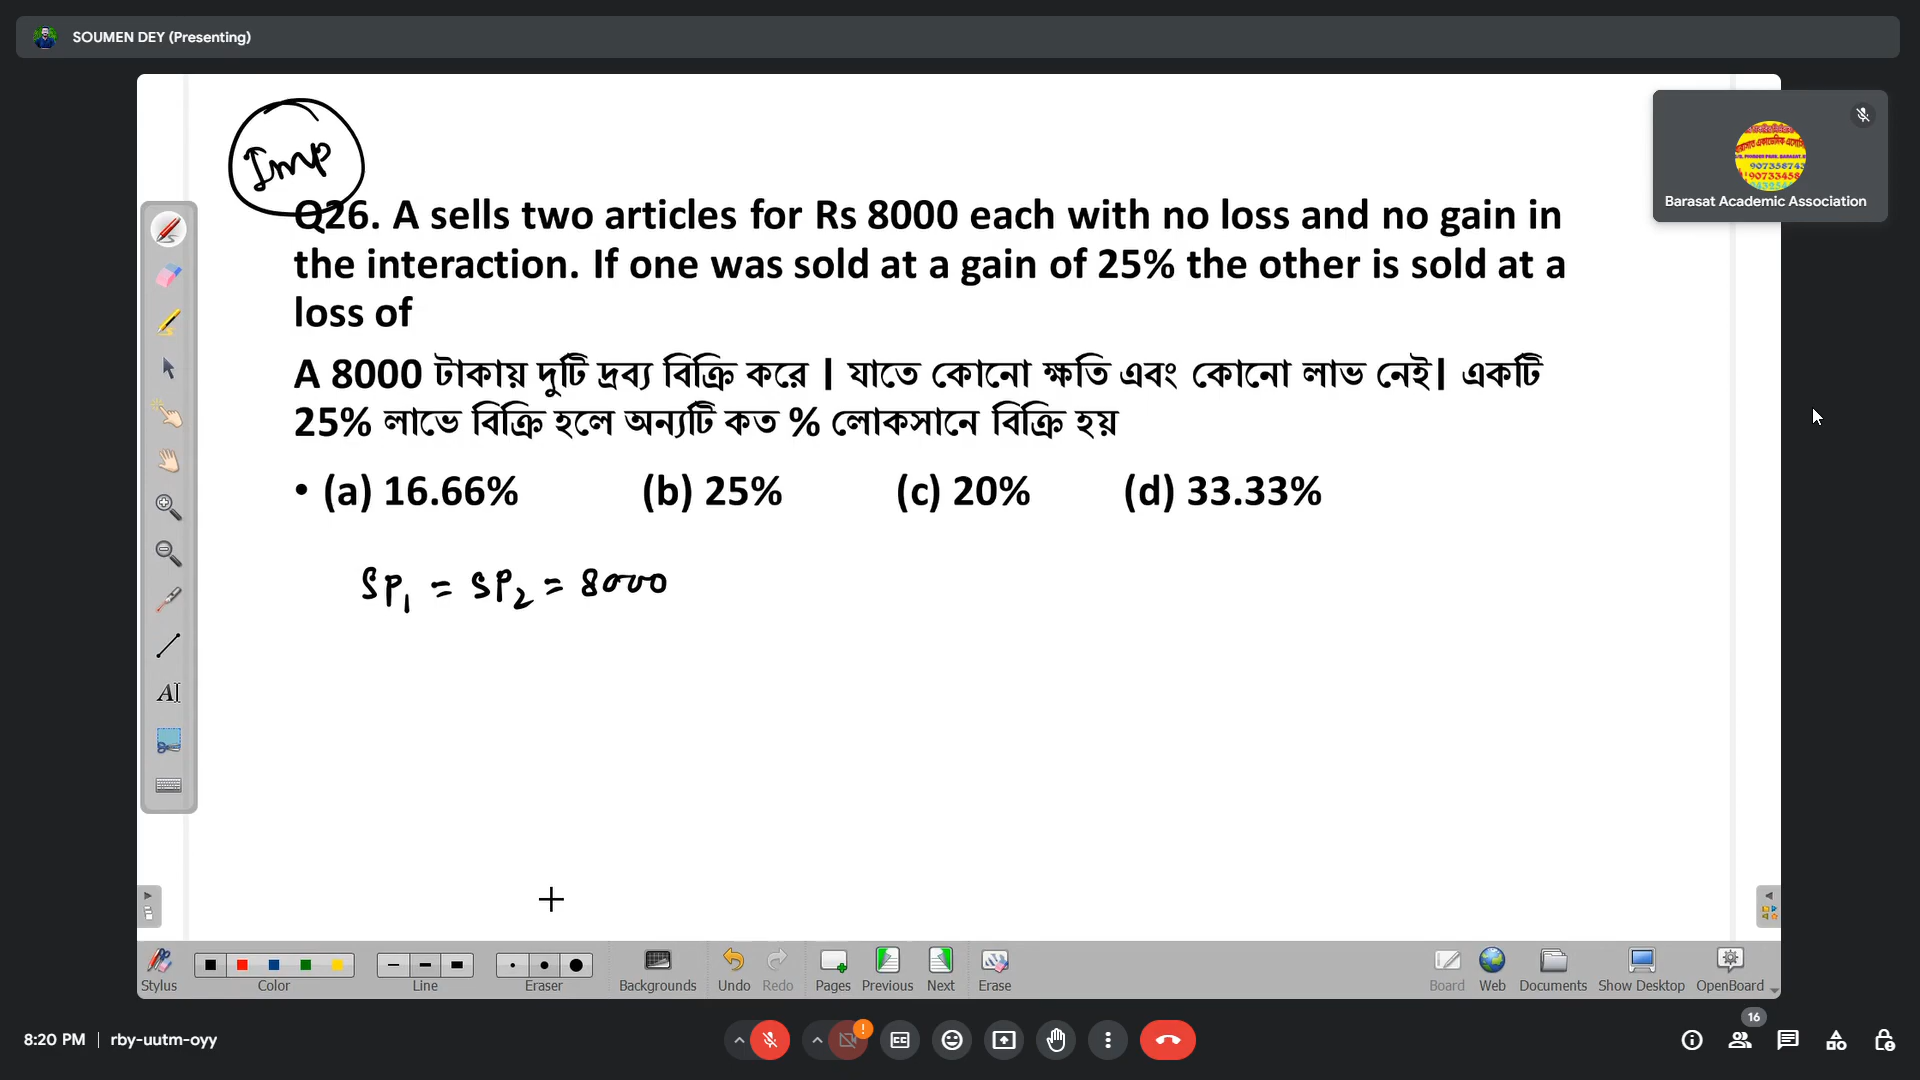 SOUMEN DEY (Presenting)
Imp
Barasat Academic Association
Q26. A sells two articles for Rs 8000 each with no loss and no gain in
the interaction. If one was sold at a gain of 25% the other is sold at a
loss of
A 8000 টাকায় দুটি দ্রব্য বিক্রি করে | যাতে কোনো ক্ষতি এবং কোনো লাভ নেই| একটি
25% লাভে বিক্রি হলে অন্যটি কত % লোকসানে বিক্রি হয়
• (a) 16.66% (b) 25% (c) 20% (d) 33.33%
SP₁ = SP₂ = 8000
Stylus Color Line Eraser Backgrounds Undo Redo Pages Previous Next Erase Board Web Documents Show Desktop OpenBoard
8:20 PM | rby-uutm-oyy
16